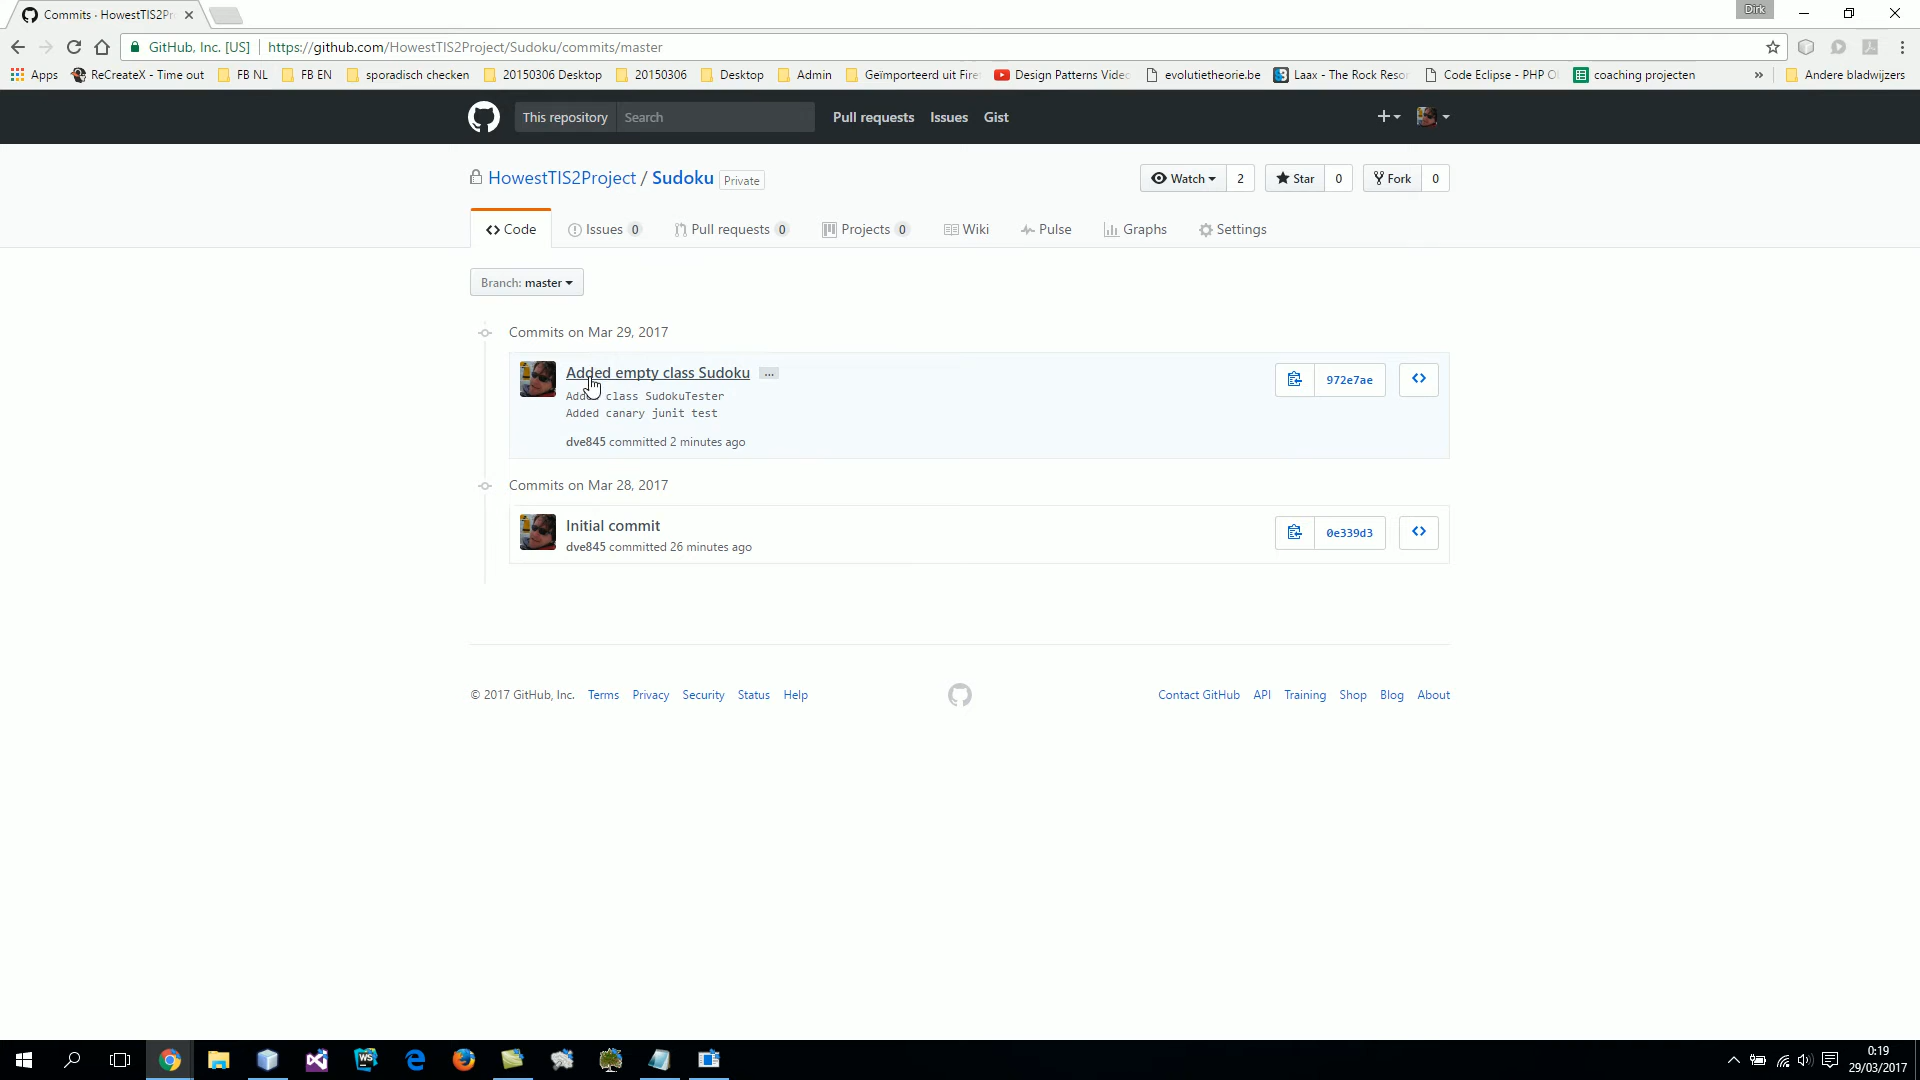 Commits · HowestTIS2Pr
Dirk
GitHub, Inc. [US]
https://github.com/HowestTIS2Project/Sudoku/commits/master
Apps ReCreateX - Time out FB NL FB EN sporadisch checken 20150306 Desktop 20150306 Desktop Admin Geïmporteerd uit Fire Design Patterns Video evolutietheorie.be Laax - The Rock Resor Code Eclipse - PHP O coaching projecten » Andere bladwijzers
This repository Search Pull requests Issues Gist
HowestTIS2Project / Sudoku Private
Watch 2 Star 0 Fork 0
Code Issues 0 Pull requests 0 Projects 0 Wiki Pulse Graphs Settings
Branch: master
Commits on Mar 29, 2017
Added empty class Sudoku ...
972e7ae
class SudokuTester
Added canary junit test
dve845 committed 2 minutes ago
Commits on Mar 28, 2017
Initial commit
0e339d3
dve845 committed 26 minutes ago
© 2017 GitHub, Inc. Terms Privacy Security Status Help Contact GitHub API Training Shop Blog About
WS
0:19
29/03/2017